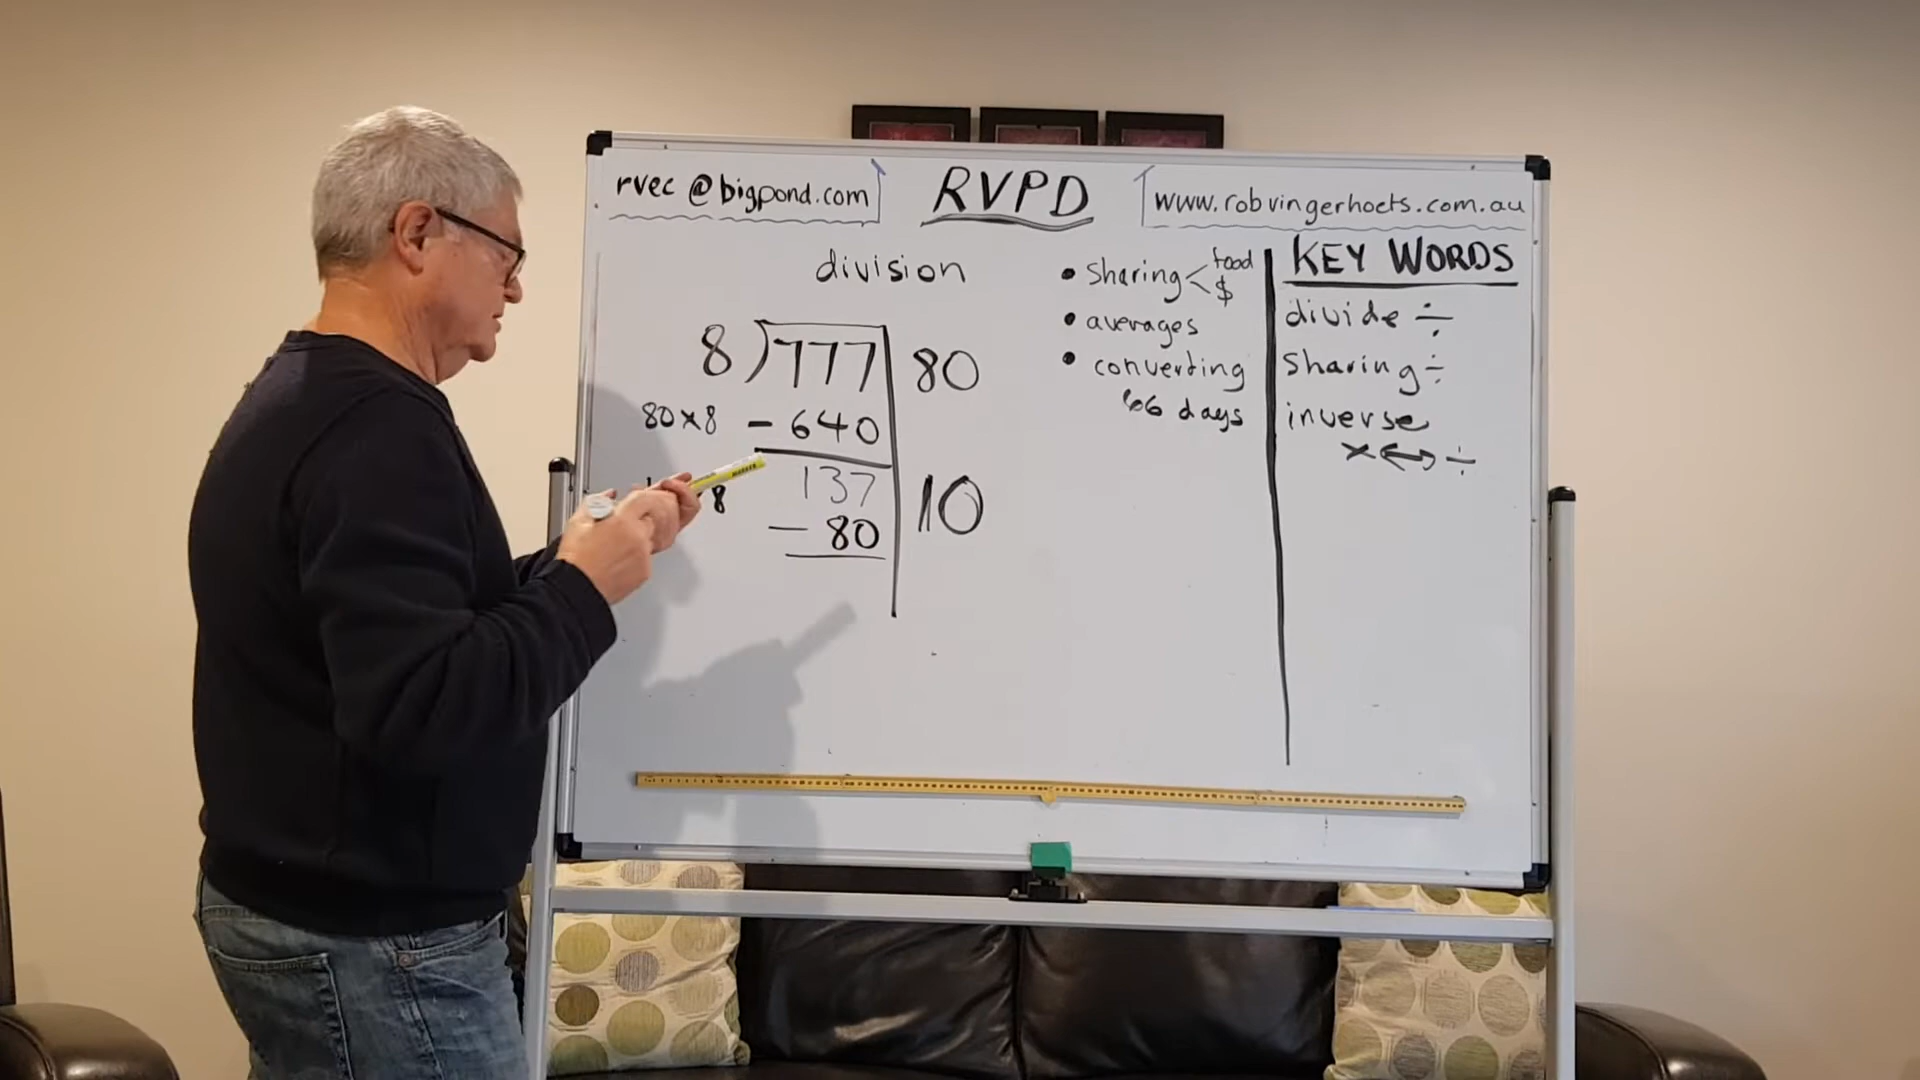 rvec @bigpond.com
RVPD
www.robvingerhoets.com.au
division
8)777 80
80×8 -640
8 137
-80 10
• Sharing < food
$
• averages
• converting
66 days
KEY WORDS
divide ÷
Sharing ÷
inverse
×↔÷
MARKER